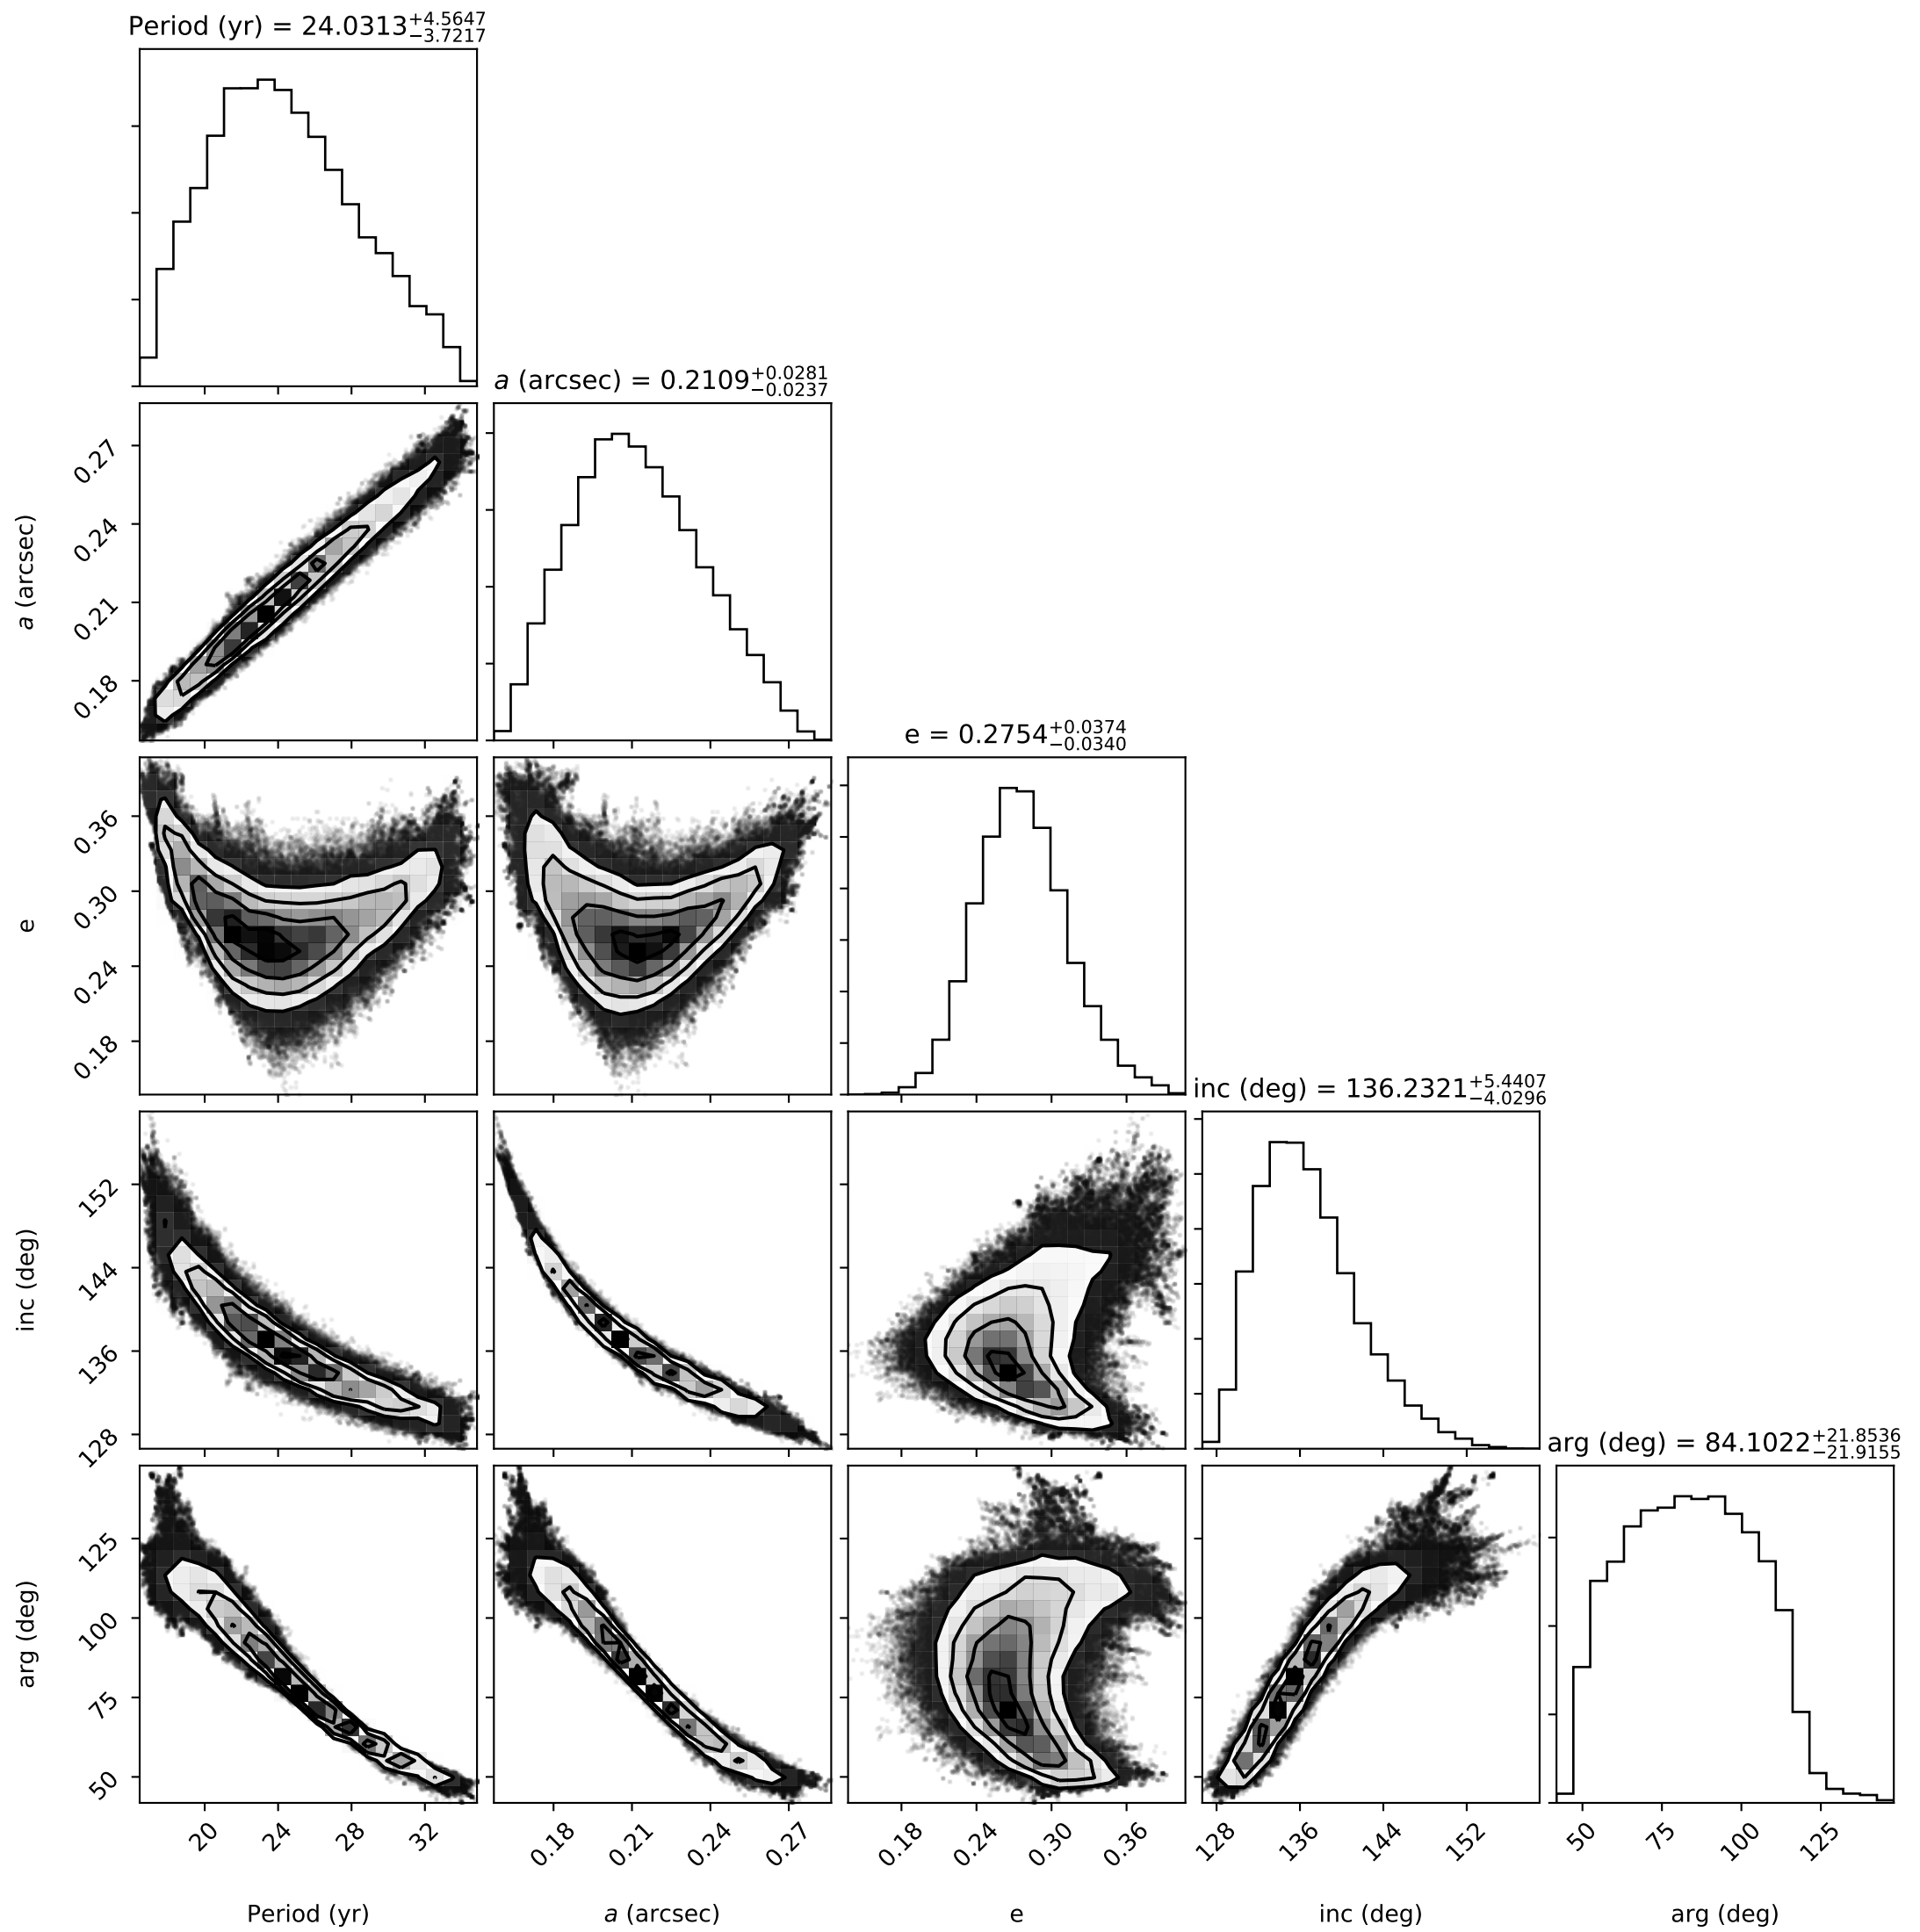 Period (yr) = 24.0313+4.5647−3.7217
a (arcsec) = 0.2109+0.0281−0.0237
0.27
0.24
0.21
0.18
a (arcsec)
e = 0.2754+0.0374−0.0340
0.36
0.30
0.24
0.18
e
inc (deg) = 136.2321+5.4407−4.0296
152
144
136
128
inc (deg)
arg (deg) = 84.1022+21.8536−21.9155
125
100
75
50
arg (deg)
20 24 28 32 0.18 0.21 0.24 0.27 0.18 0.24 0.30 0.36 128 136 144 152 50 75 100 125
Period (yr) a (arcsec) e inc (deg) arg (deg)